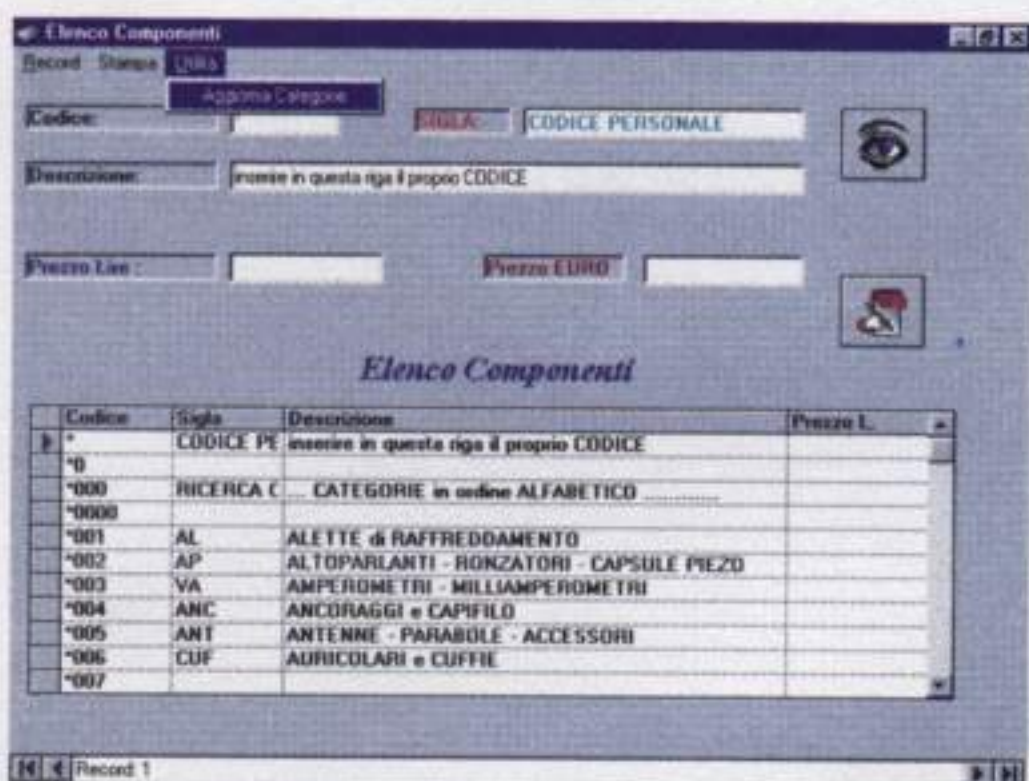 Elenco Componenti
Record Stampa Utilità
Aggiorna Categorie
Codice: SIGLA: CODICE PERSONALE
Descrizione: inserire in questa riga il proprio CODICE
Prezzo Lire : Prezzo EURO
Elenco Componenti
Codice Sigla Descrizione Prezzo L.
* CODICE PE inserire in questa riga il proprio CODICE
*0
*000 RICERCA C ... CATEGORIE in ordine ALFABETICO ............
*0000
*001 AL ALETTE di RAFFREDDAMENTO
*002 AP ALTOPARLANTI - RONZATORI - CAPSULE PIEZO
*003 VA AMPEROMETRI - MILLIAMPEROMETRI
*004 ANC ANCORAGGI e CAPIFILO
*005 ANT ANTENNE - PARABOLE - ACCESSORI
*006 CUF AURICOLARI e CUFFIE
*007
Record: 1